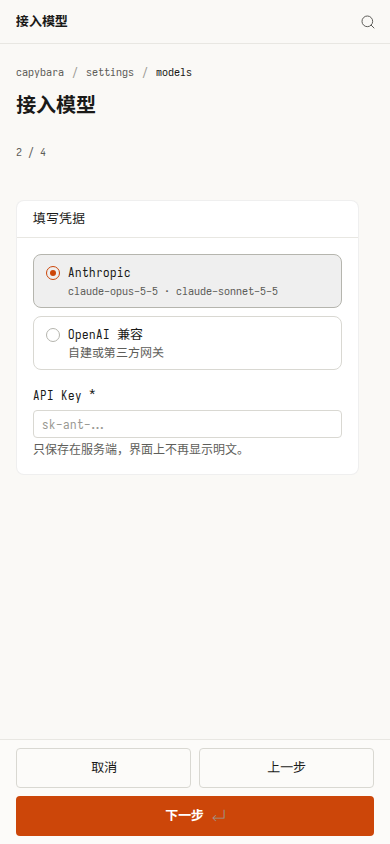 接入模型
capybara / settings / models
接入模型
2 / 4
填写凭据
Anthropic
claude-opus-5-5 · claude-sonnet-5-5
OpenAI 兼容
自建或第三方网关
API Key *
sk-ant-...
只保存在服务端，界面上不再显示明文。
取消
上一步
下一步